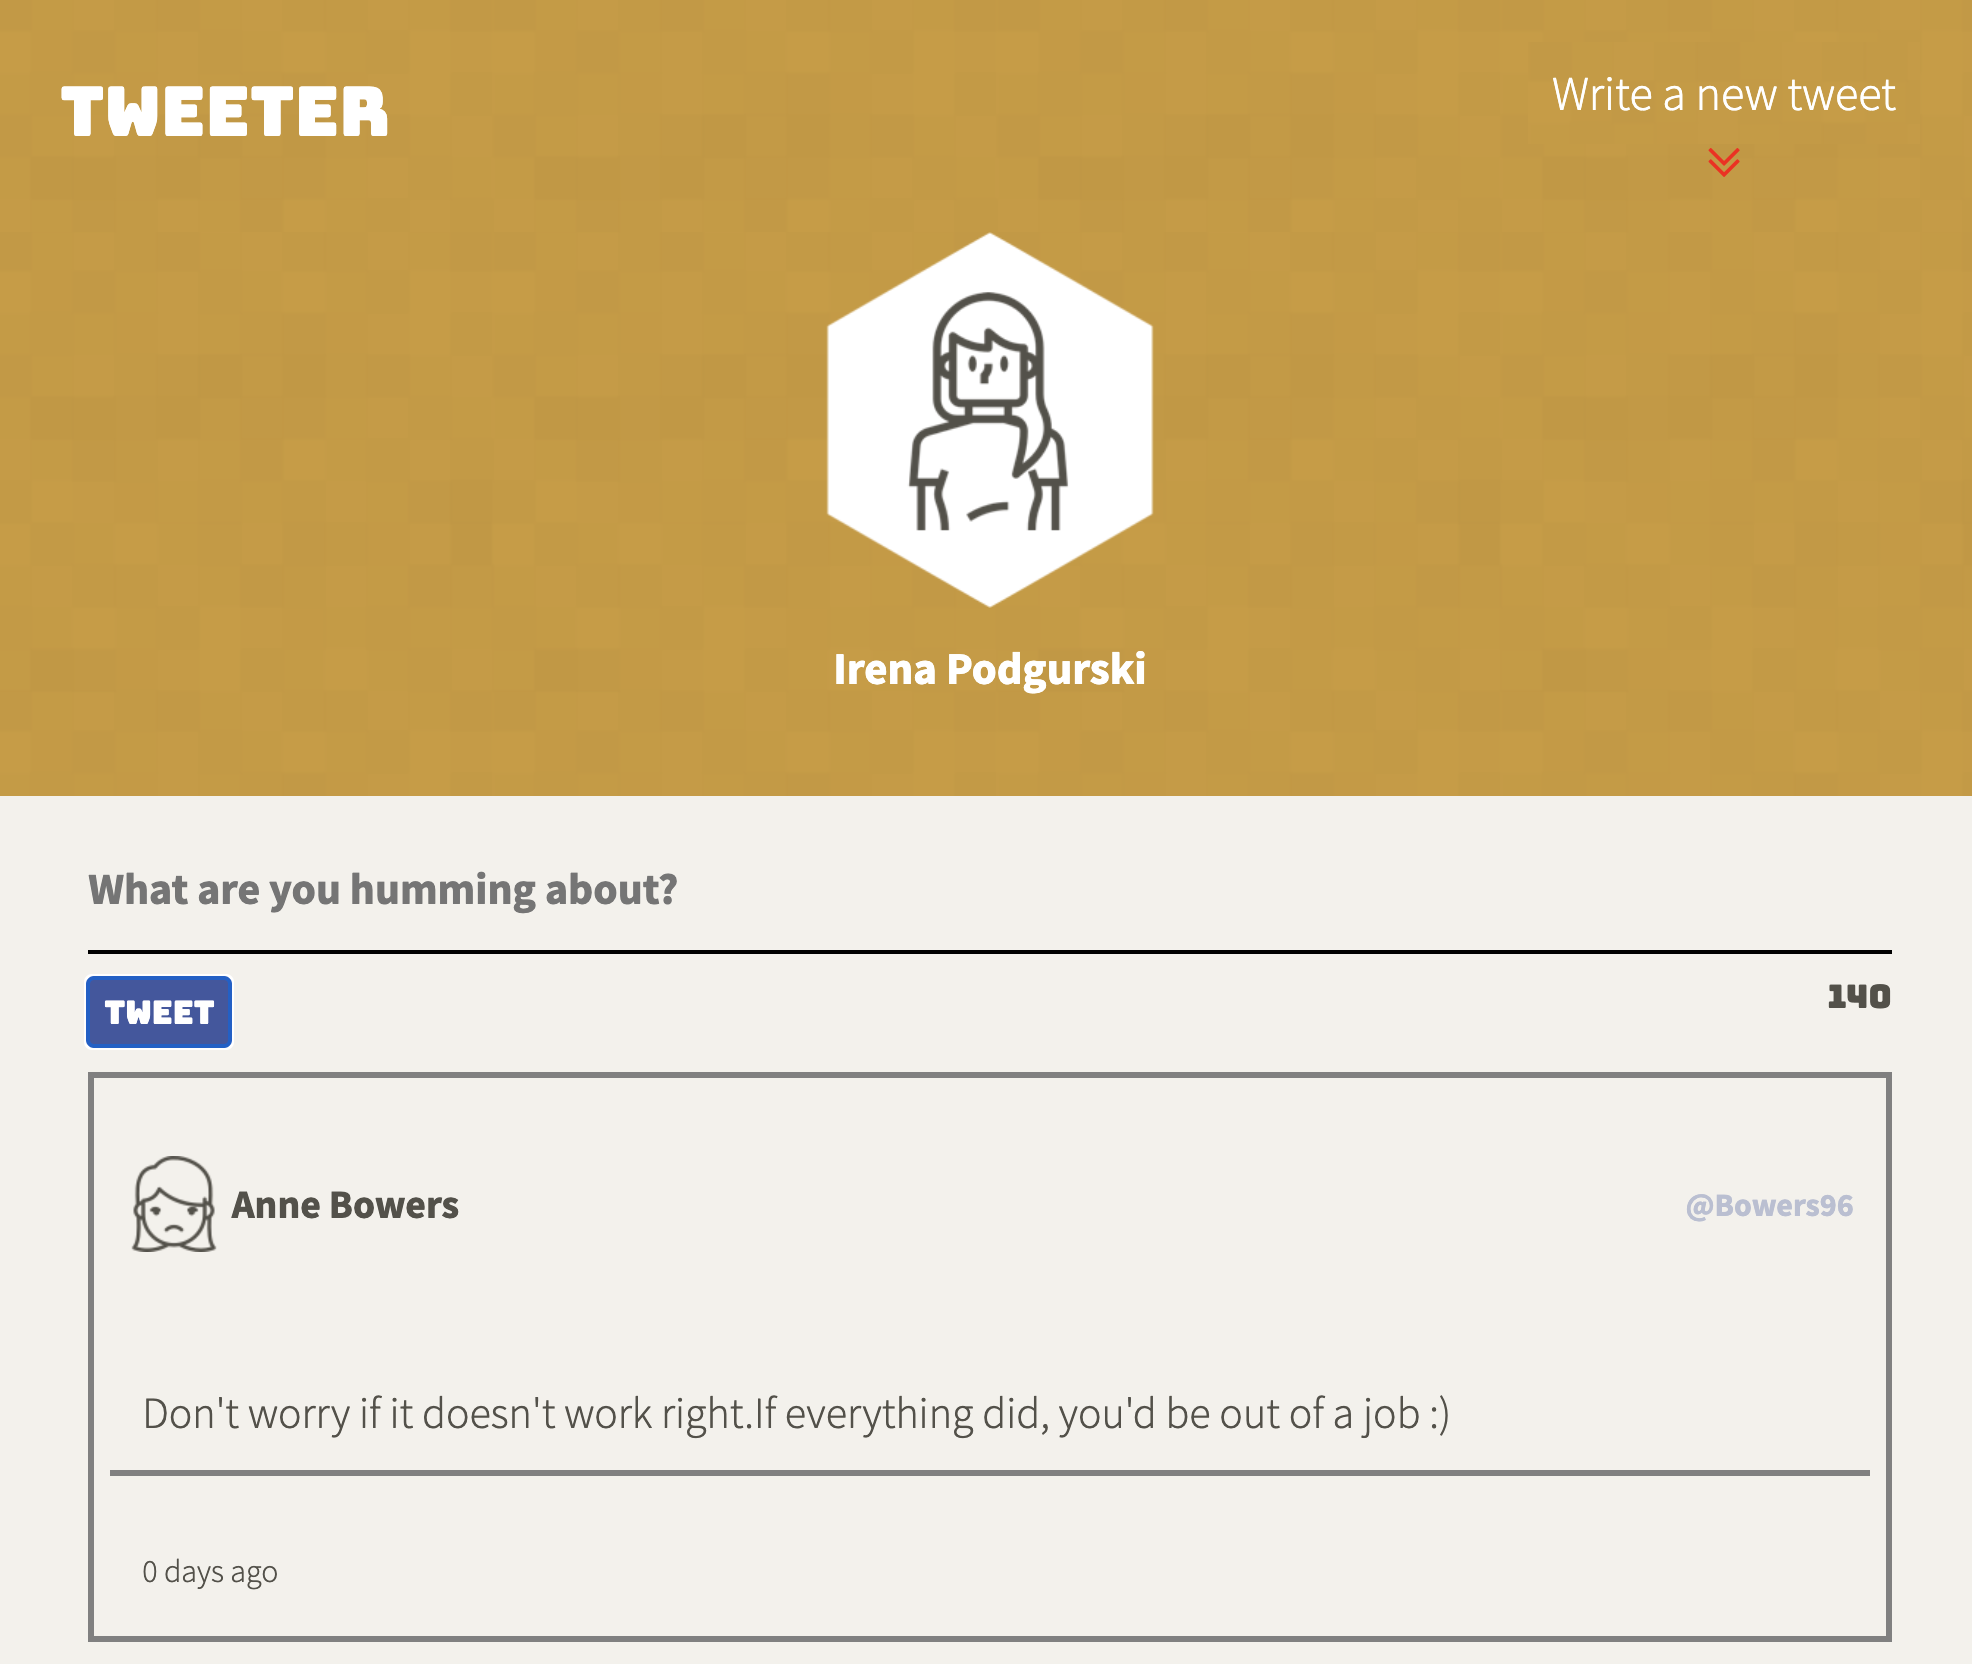 TWEETER
Write a new tweet
Irena Podgurski
What are you humming about?
TWEET
140
Anne Bowers
@Bowers96
Don't worry if it doesn't work right.If everything did, you'd be out of a job :)
0 days ago